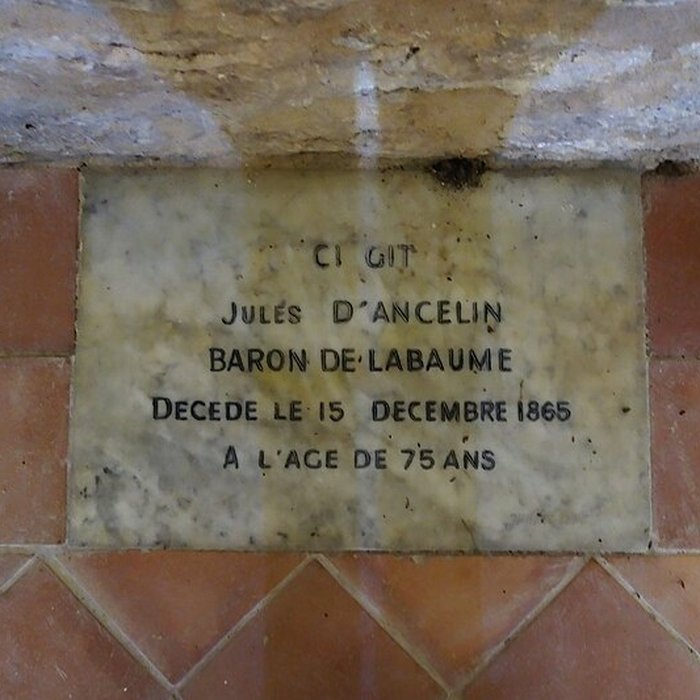 CI GIT
JULES D'ANCELIN
BARON DE LABAUME
DECEDE LE 15 DECEMBRE 1865
A L'AGE DE 75 ANS